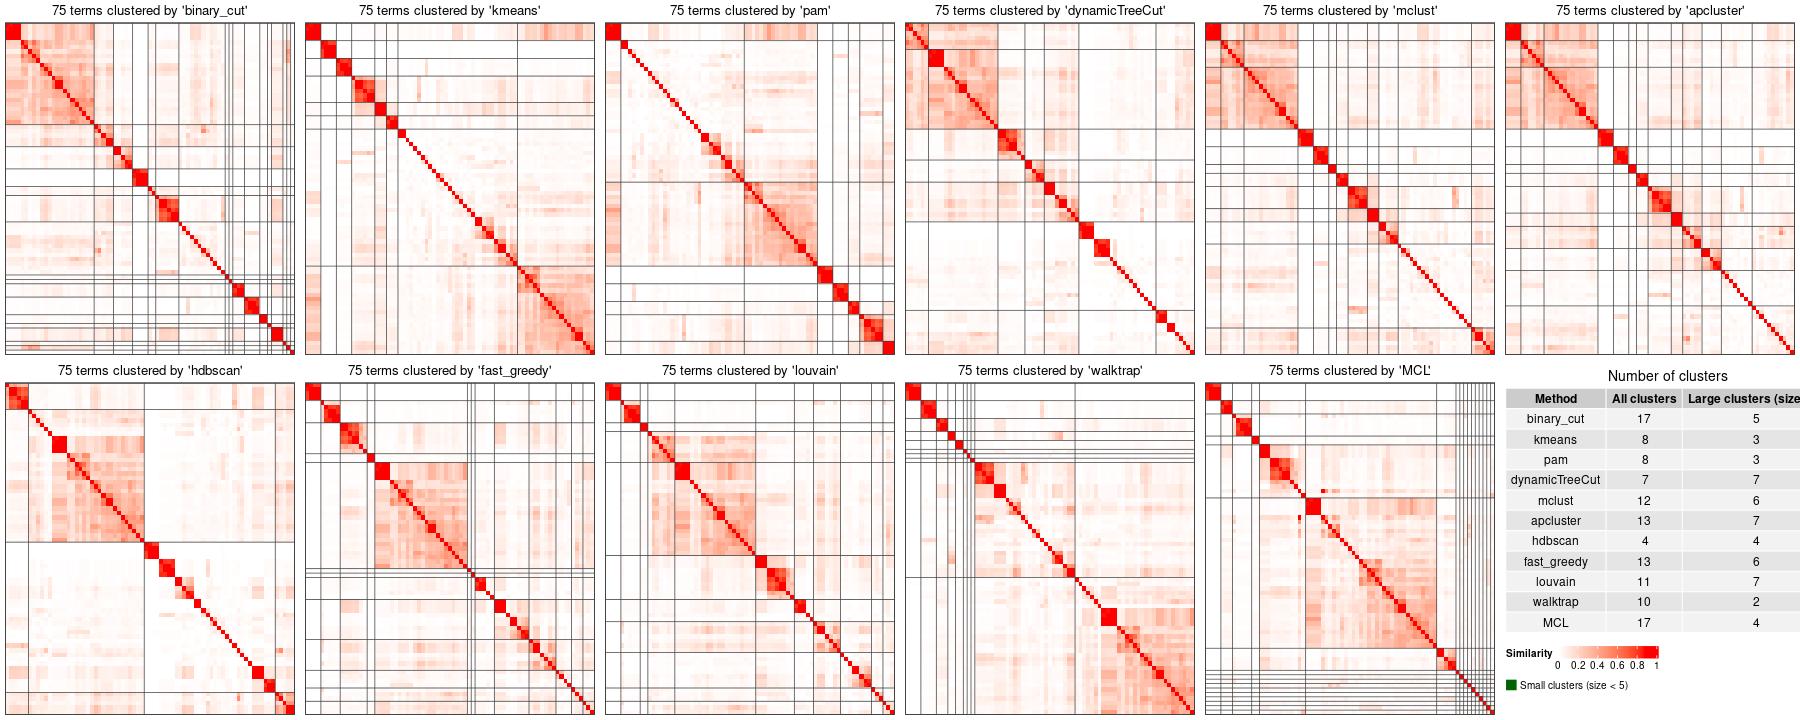 75 terms clustered by 'binary_cut'
75 terms clustered by 'kmeans'
75 terms clustered by 'pam'
75 terms clustered by 'dynamicTreeCut'
75 terms clustered by 'mclust'
75 terms clustered by 'apcluster'
75 terms clustered by 'hdbscan'
75 terms clustered by 'fast_greedy'
75 terms clustered by 'louvain'
75 terms clustered by 'walktrap'
75 terms clustered by 'MCL'
Number of clusters
Method All clusters Large clusters (size
binary_cut 17 5
kmeans 8 3
pam 8 3
dynamicTreeCut 7 7
mclust 12 6
apcluster 13 7
hdbscan 4 4
fast_greedy 13 6
louvain 11 7
walktrap 10 2
MCL 17 4
Similarity
0 0.2 0.4 0.6 0.8 1
Small clusters (size < 5)